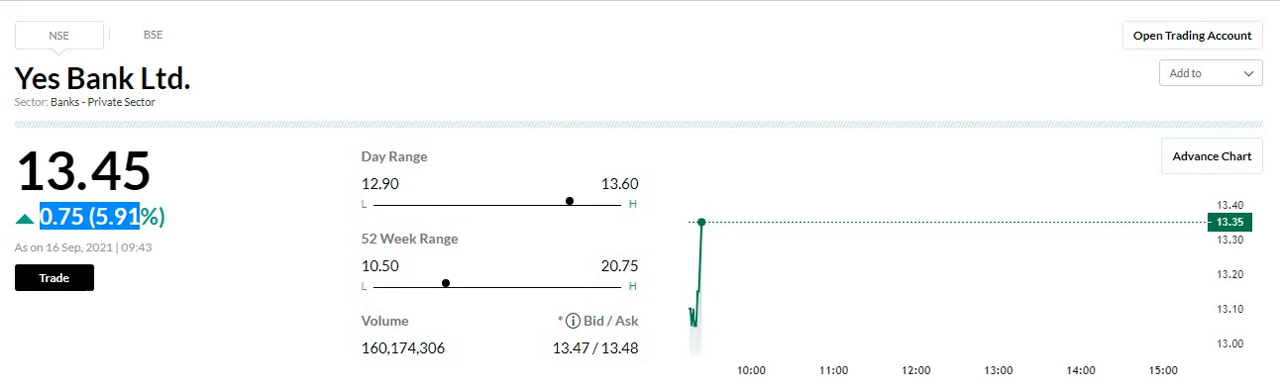 NSE
BSE
Open Trading Account
Yes Bank Ltd.
Add to
Sector: Banks - Private Sector
13.45
0.75 (5.91%)
As on 16 Sep, 2021 | 09:43
Trade
Day Range
12.90 13.60
L H
52 Week Range
10.50 20.75
L H
Volume * i Bid / Ask
160,174,306 13.47 / 13.48
Advance Chart
13.40
13.35
13.30
13.20
13.10
13.00
10:00 11:00 12:00 13:00 14:00 15:00